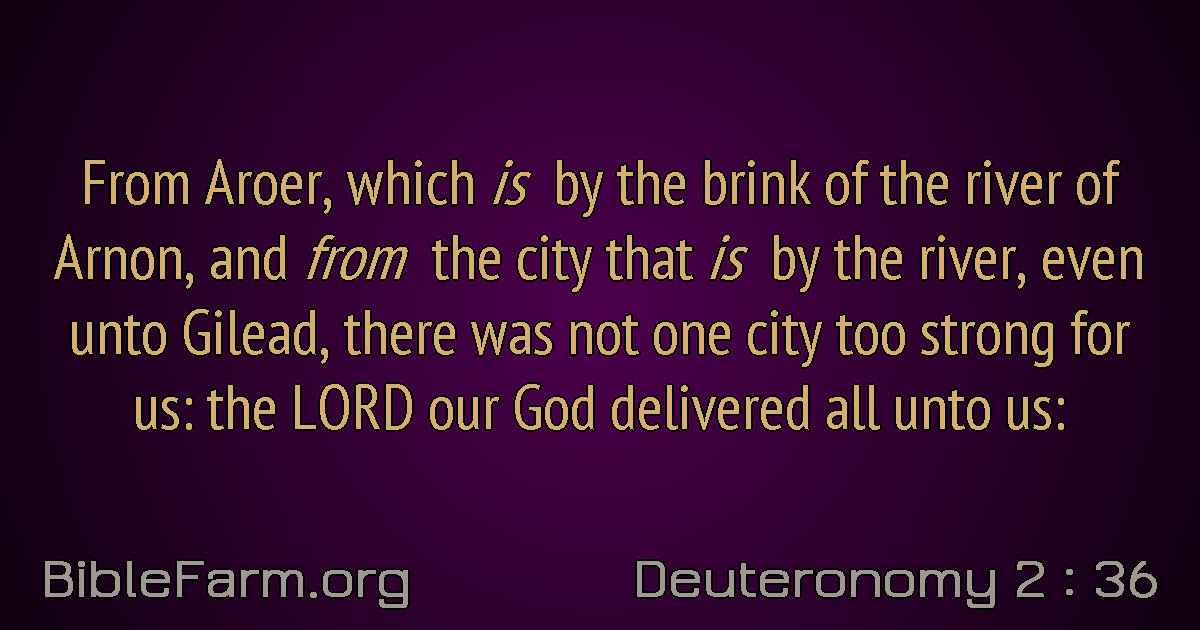 From Aroer, which is by the brink of the river of
Arnon, and from the city that is by the river, even
unto Gilead, there was not one city too strong for
us: the LORD our God delivered all unto us:
BibleFarm.org
Deuteronomy 2 : 36